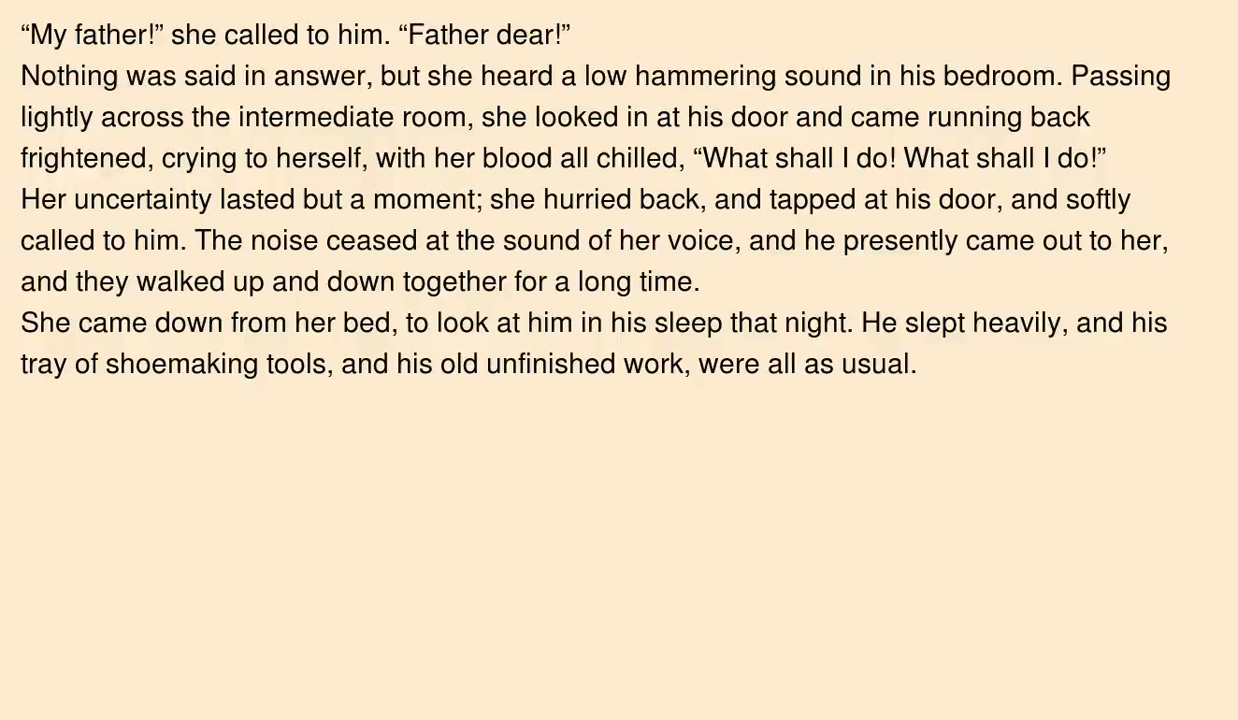 “My father!” she called to him. “Father dear!”
Nothing was said in answer, but she heard a low hammering sound in his bedroom. Passing
lightly across the intermediate room, she looked in at his door and came running back
frightened, crying to herself, with her blood all chilled, “What shall I do! What shall I do!”
Her uncertainty lasted but a moment; she hurried back, and tapped at his door, and softly
called to him. The noise ceased at the sound of her voice, and he presently came out to her,
and they walked up and down together for a long time.
She came down from her bed, to look at him in his sleep that night. He slept heavily, and his
tray of shoemaking tools, and his old unfinished work, were all as usual.